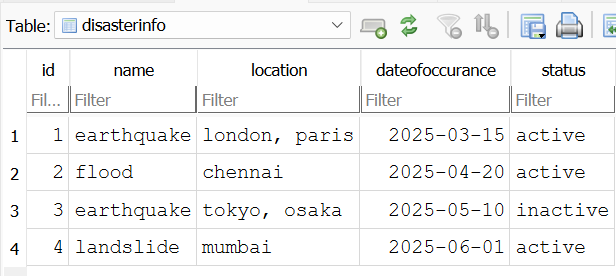 Table: disasterinfo
id name location dateofoccurance status
Fil... Filter Filter Filter Filter
1 1 earthquake london, paris 2025-03-15 active
2 2 flood chennai 2025-04-20 active
3 3 earthquake tokyo, osaka 2025-05-10 inactive
4 4 landslide mumbai 2025-06-01 active